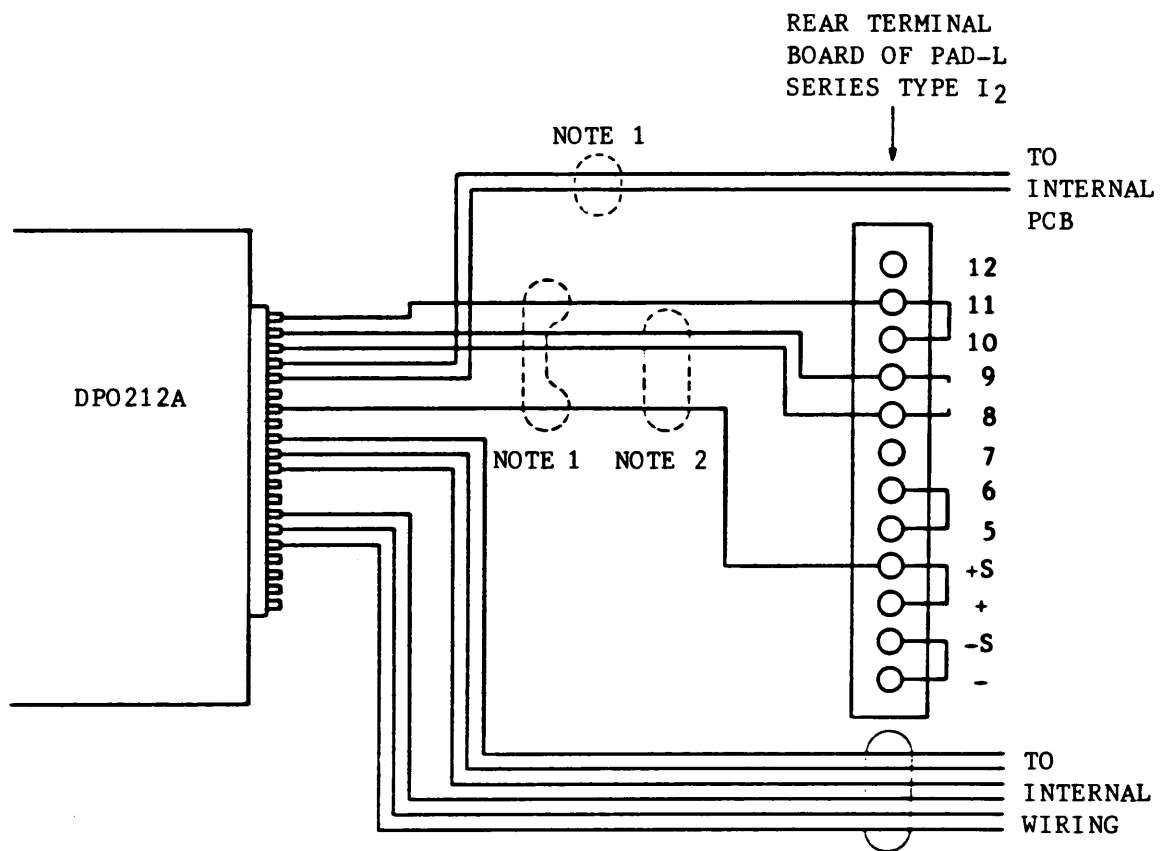 REAR TERMINAL
BOARD OF PAD-L
SERIES TYPE I2
NOTE 1
TO
INTERNAL
PCB
12
11
10
9
8
7
6
5
+S
+
-S
-
DPO212A
NOTE 1
NOTE 2
TO
INTERNAL
WIRING